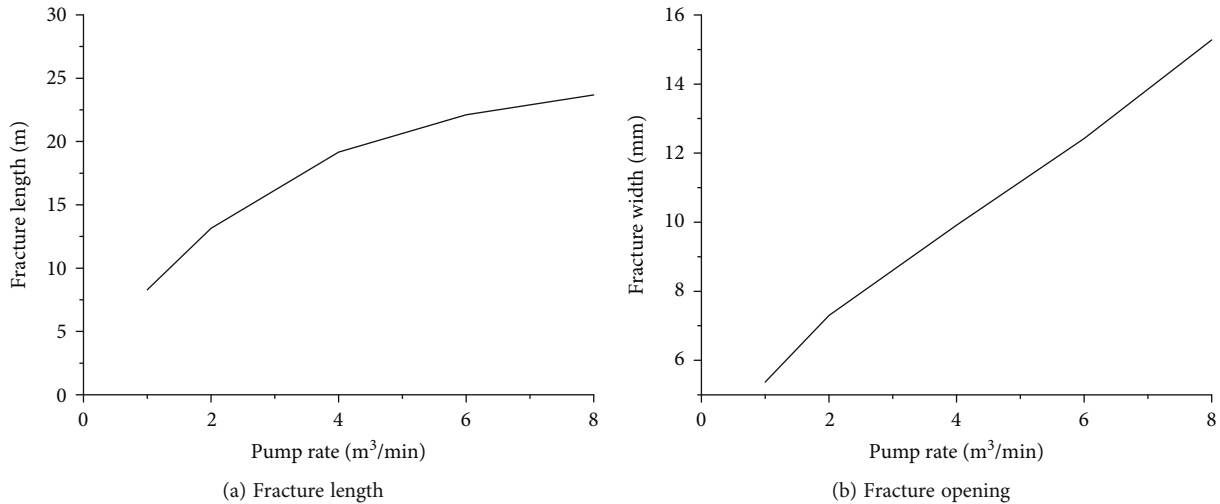 30
25
20
15
10
5
0
Fracture length (m)
0 2 4 6 8
Pump rate (m³/min)
(a) Fracture length
16
14
12
10
8
6
Fracture width (mm)
0 2 4 6 8
Pump rate (m³/min)
(b) Fracture opening